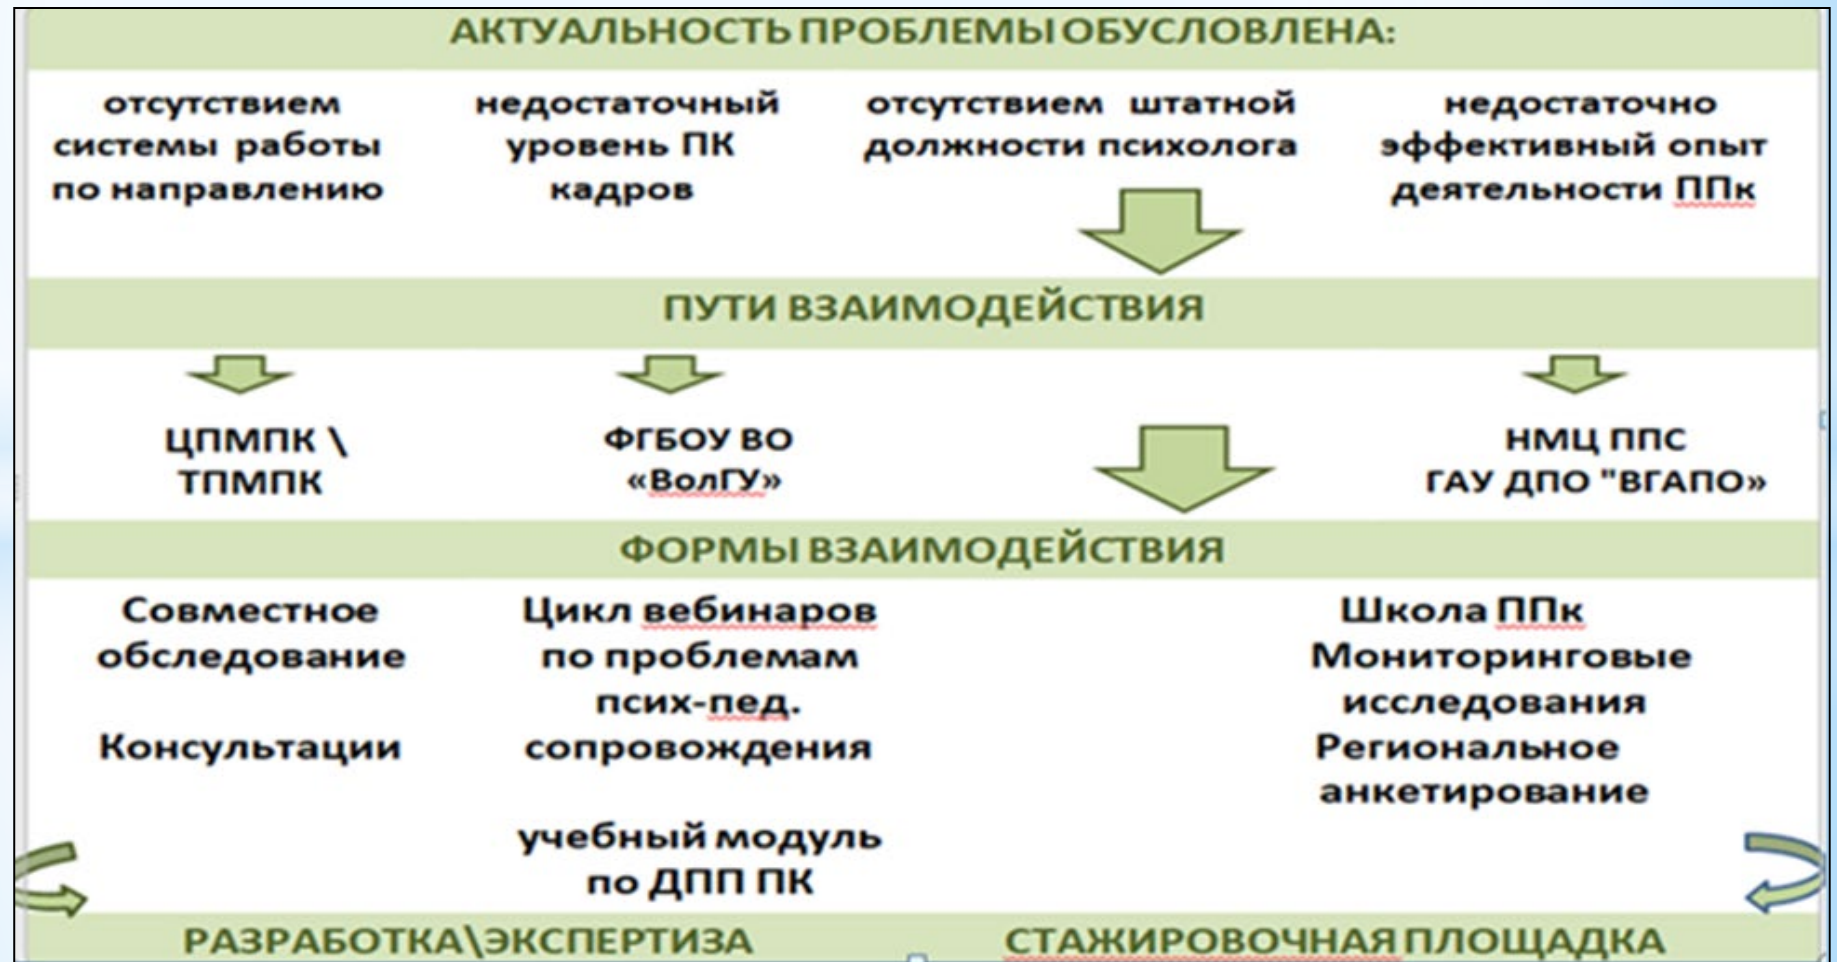 АКТУАЛЬНОСТЬ ПРОБЛЕМЫ ОБУСЛОВЛЕНА:
отсутствием
системы работы
по направлению
недостаточный
уровень ПК
кадров
отсутствием штатной
должности психолога
недостаточно
эффективный опыт
деятельности ППк
ПУТИ ВЗАИМОДЕЙСТВИЯ
ЦПМПК \
ТПМПК
ФГБОУ ВО
«ВолГУ»
НМЦ ППС
ГАУ ДПО "ВГАПО»
ФОРМЫ ВЗАИМОДЕЙСТВИЯ
Совместное
обследование
Консультации
Цикл вебинаров
по проблемам
псих-пед.
сопровождения
учебный модуль
по ДПП ПК
Школа ППк
Мониторинговые
исследования
Региональное
анкетирование
РАЗРАБОТКА\ЭКСПЕРТИЗА
СТАЖИРОВОЧНАЯ ПЛОЩАДКА